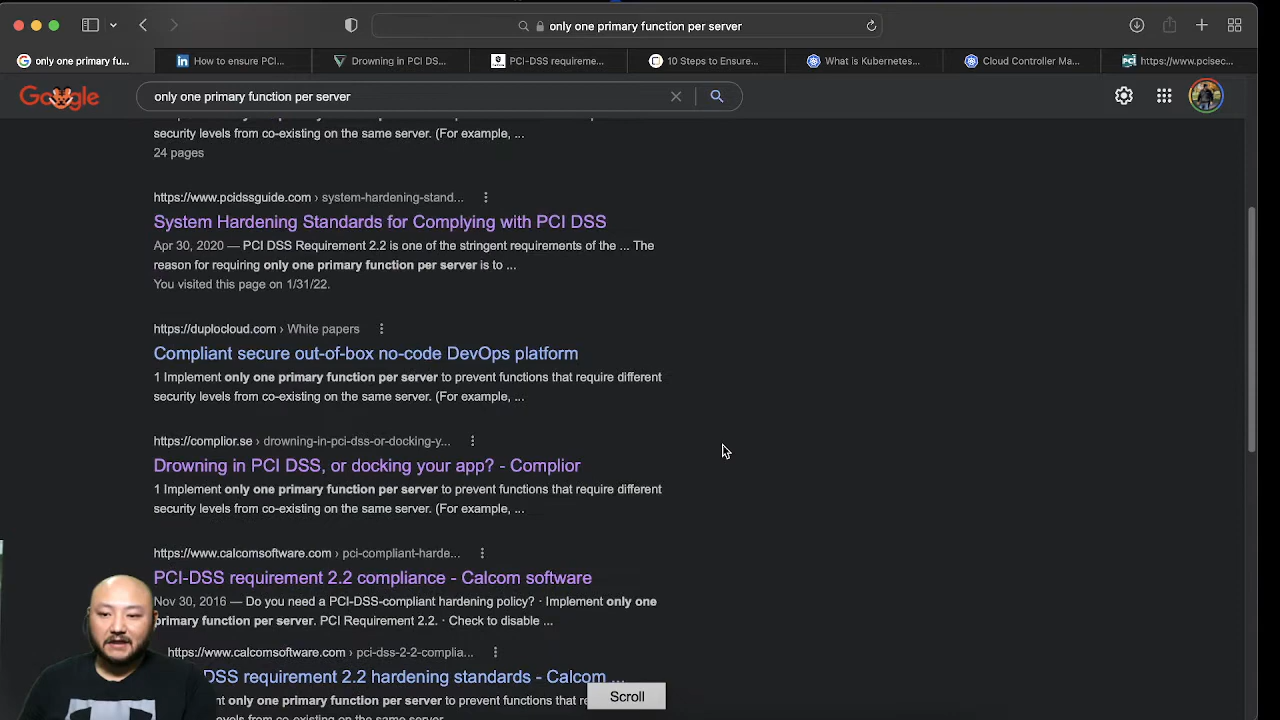 only one primary function per server
only one primary fu...
How to ensure PCI...
Drowning in PCI DS...
PCI-DSS requireme...
10 Steps to Ensure...
What is Kubernetes...
Cloud Controller Ma...
https://www.pcisec...
Google
only one primary function per server
security levels from co-existing on the same server. (For example, ...
24 pages
https://www.pcidssguide.com › system-hardening-stand...
System Hardening Standards for Complying with PCI DSS
Apr 30, 2020 — PCI DSS Requirement 2.2 is one of the stringent requirements of the ... The
reason for requiring only one primary function per server is to ...
You visited this page on 1/31/22.
https://duplocloud.com › White papers
Compliant secure out-of-box no-code DevOps platform
1 Implement only one primary function per server to prevent functions that require different
security levels from co-existing on the same server. (For example, ...
https://complior.se › drowning-in-pci-dss-or-docking-y...
Drowning in PCI DSS, or docking your app? - Complior
1 Implement only one primary function per server to prevent functions that require different
security levels from co-existing on the same server. (For example, ...
https://www.calcomsoftware.com › pci-compliant-harde...
PCI-DSS requirement 2.2 compliance - Calcom software
Nov 30, 2016 — Do you need a PCI-DSS-compliant hardening policy? · Implement only one
primary function per server. PCI Requirement 2.2. · Check to disable ...
https://www.calcomsoftware.com › pci-dss-2-2-complia...
DSS requirement 2.2 hardening standards - Calcom ...
nt only one primary function per server to prevent functions that re
levels from co-existing on the same server
Scroll